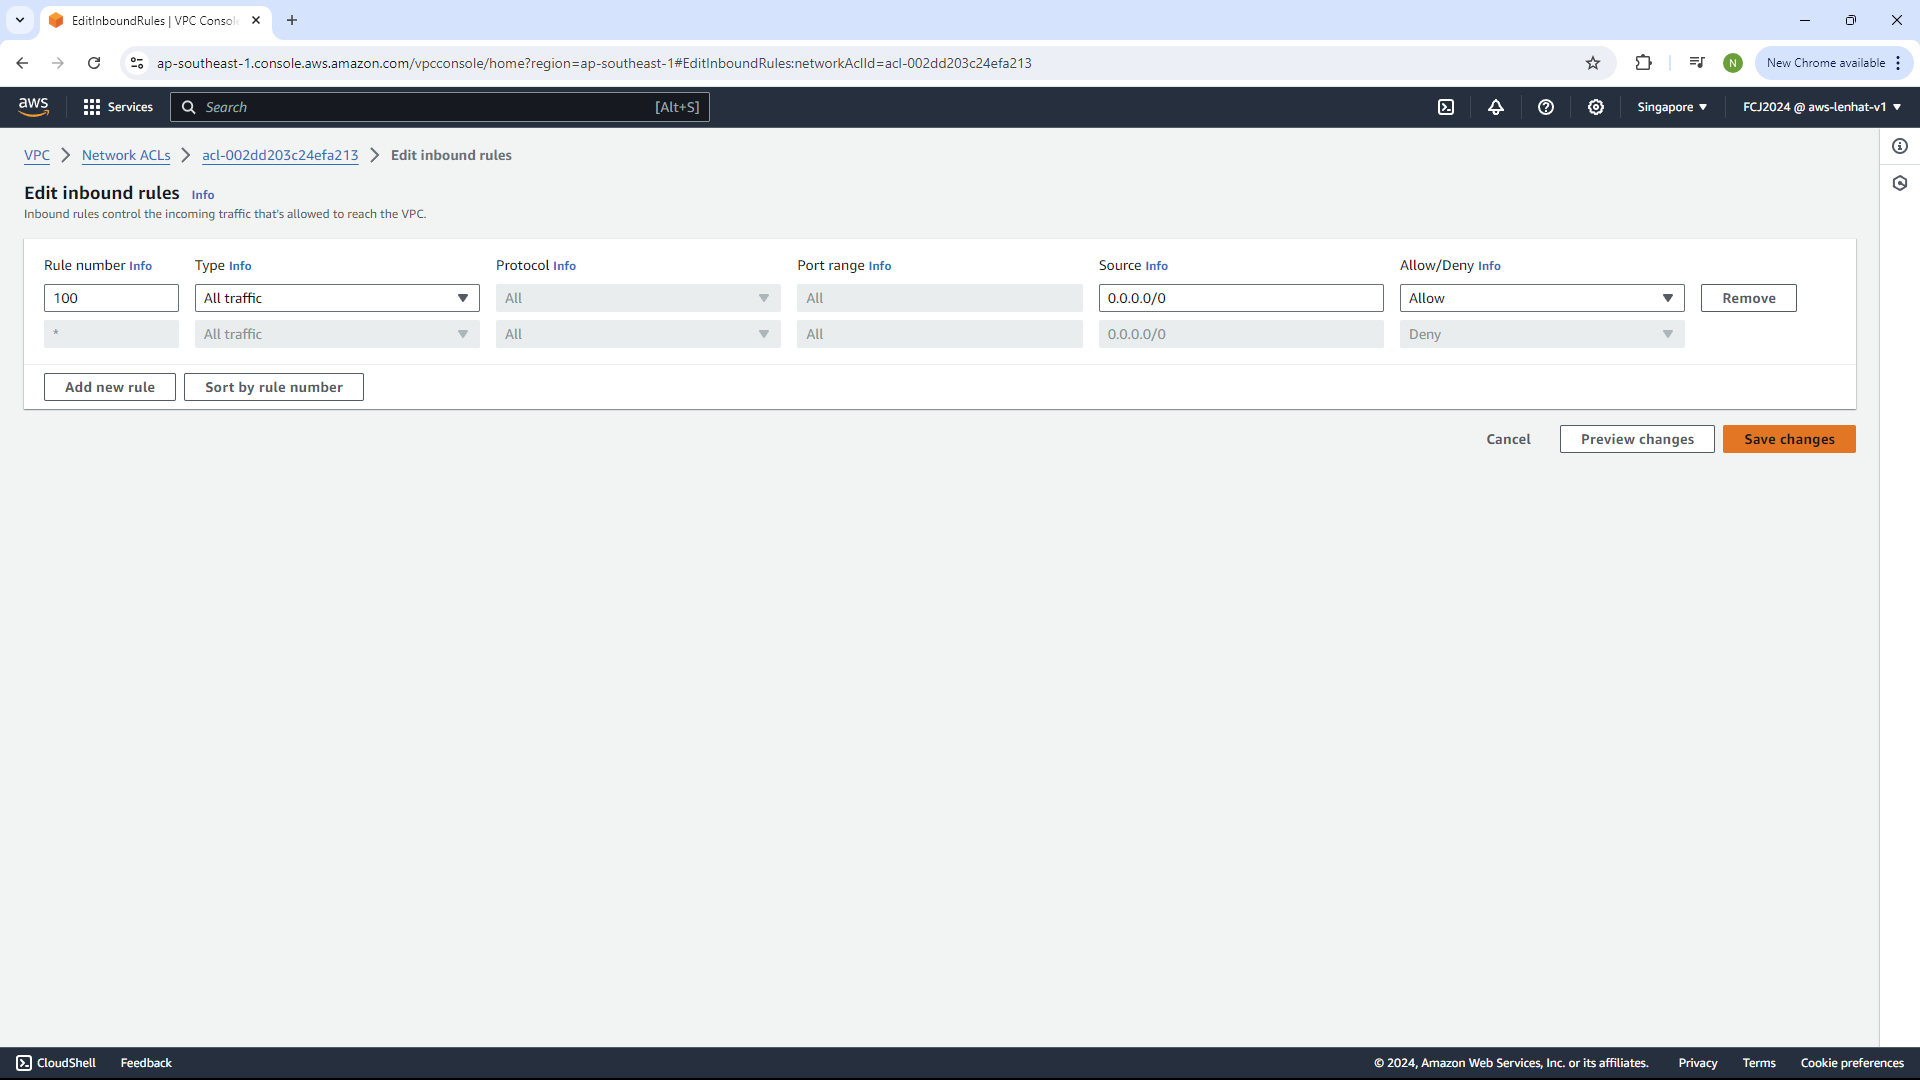 EditInboundRules | VPC Consol
ap-southeast-1.console.aws.amazon.com/vpcconsole/home?region=ap-southeast-1#EditInboundRules:networkAclId=acl-002dd203c24efa213
N
New Chrome available
aws
Services
Search
[Alt+S]
Singapore
FCJ2024 @ aws-lenhat-v1
VPC
Network ACLs
acl-002dd203c24efa213
Edit inbound rules
Edit inbound rules Info
Inbound rules control the incoming traffic that's allowed to reach the VPC.
Rule number Info Type Info Protocol Info Port range Info Source Info Allow/Deny Info
100 All traffic All All 0.0.0.0/0 Allow Remove
* All traffic All All 0.0.0.0/0 Deny
Add new rule Sort by rule number
Cancel Preview changes Save changes
CloudShell Feedback © 2024, Amazon Web Services, Inc. or its affiliates. Privacy Terms Cookie preferences